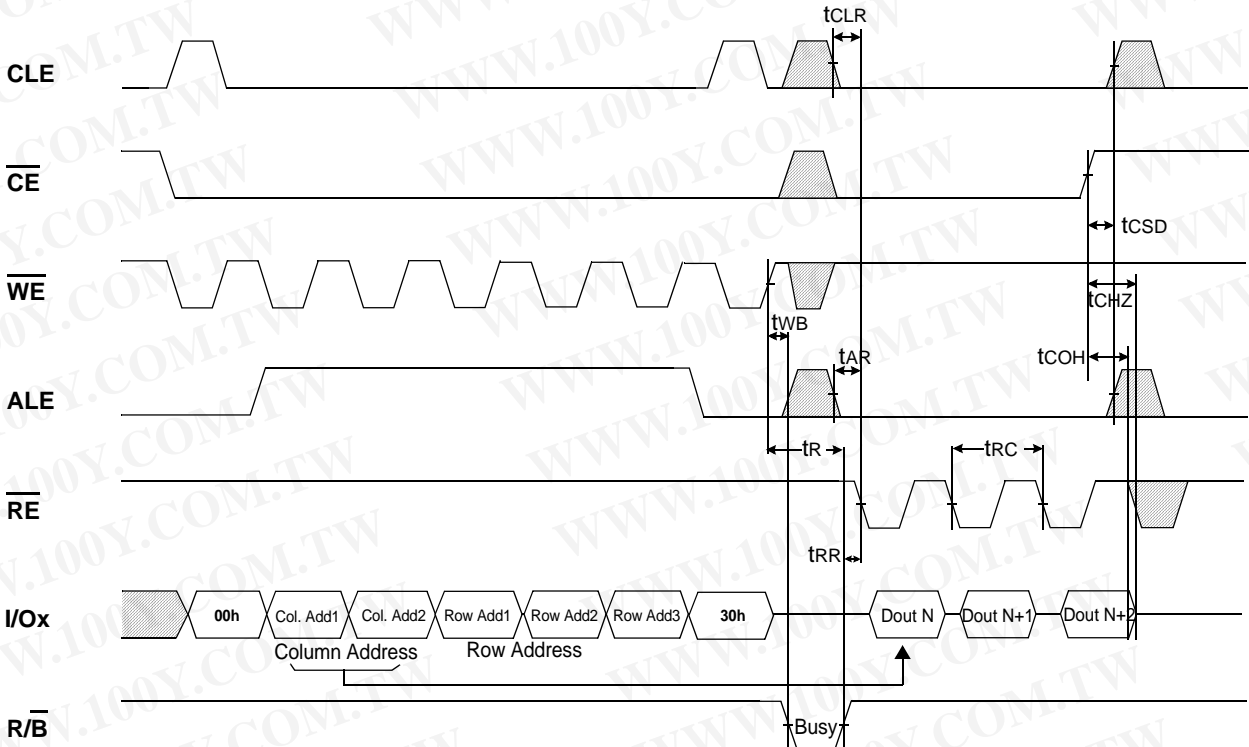 tCLR
CLE
CE
tCSD
WE
tCHZ
tWB
tAR
tCOH
ALE
tR
tRC
RE
tRR
I/Ox
00h
Col. Add1
Col. Add2
Row Add1
Row Add2
Row Add3
30h
Dout N
Dout N+1
Dout N+2
Column Address
Row Address
R/B
Busy
WWW.100Y.COM.TW